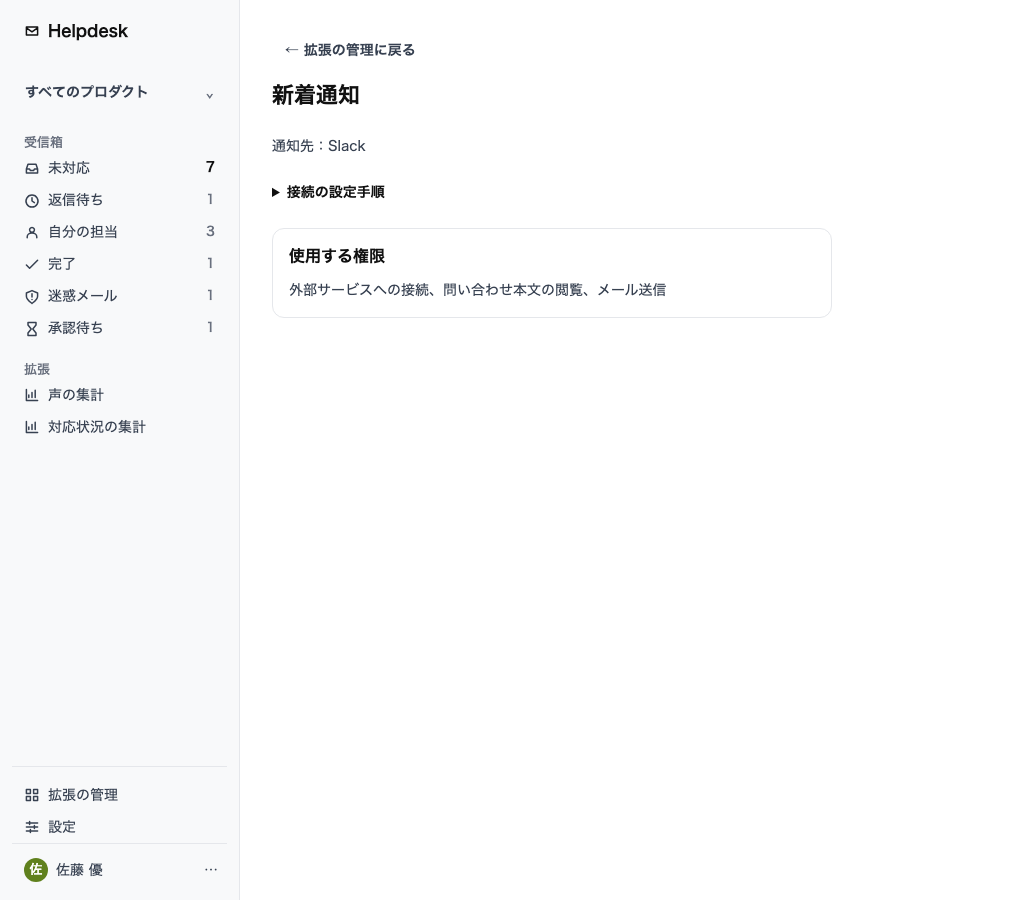 Helpdesk
すべてのプロダクト
受信箱
未対応 7
返信待ち 1
自分の担当 3
完了 1
迷惑メール 1
承認待ち 1
拡張
声の集計
対応状況の集計
拡張の管理
設定
佐 佐藤 優 …
← 拡張の管理に戻る
新着通知
通知先：Slack
▶ 接続の設定手順
使用する権限
外部サービスへの接続、問い合わせ本文の閲覧、メール送信